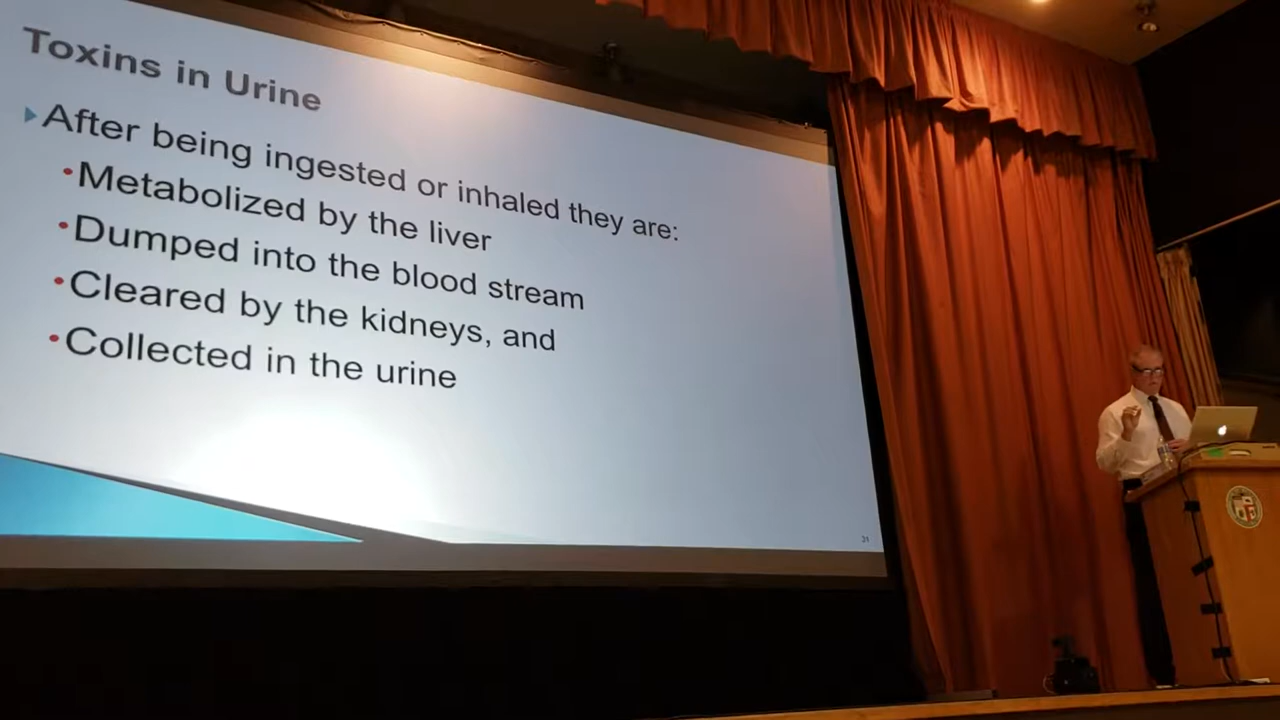 Toxins in Urine
After being ingested or inhaled they are:
•Metabolized by the liver
•Dumped into the blood stream
•Cleared by the kidneys, and
•Collected in the urine
31